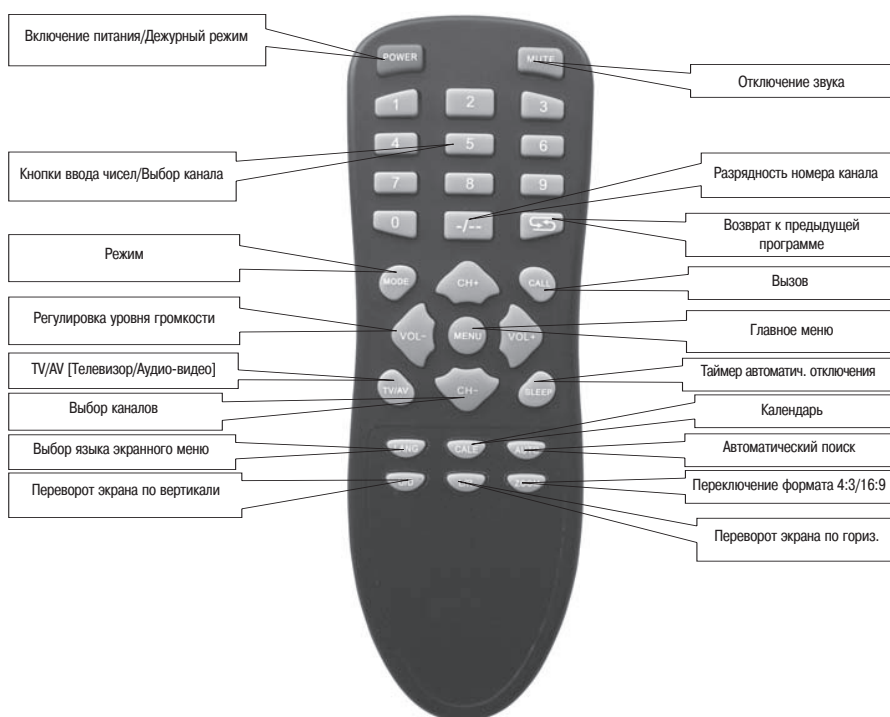 Включение питания/Дежурный режим
POWER
MUTE
Отключение звука
1
2
3
4
5
6
Кнопки ввода чисел/Выбор канала
Разрядность номера канала
7
8
9
0
-/--
Возврат к предыдущей
программе
Режим
MODE
CH+
CALL
Вызов
Регулировка уровня громкости
VOL-
MENU
VOL+
Главное меню
TV/AV [Телевизор/Аудио-видео]
Таймер автоматич. отключения
TV/AV
CH-
SLEEP
Выбор каналов
Календарь
Выбор языка экранного меню
LANG
CALE
Автоматический поиск
Переворот экрана по вертикали
Переключение формата 4:3/16:9
Переворот экрана по гориз.